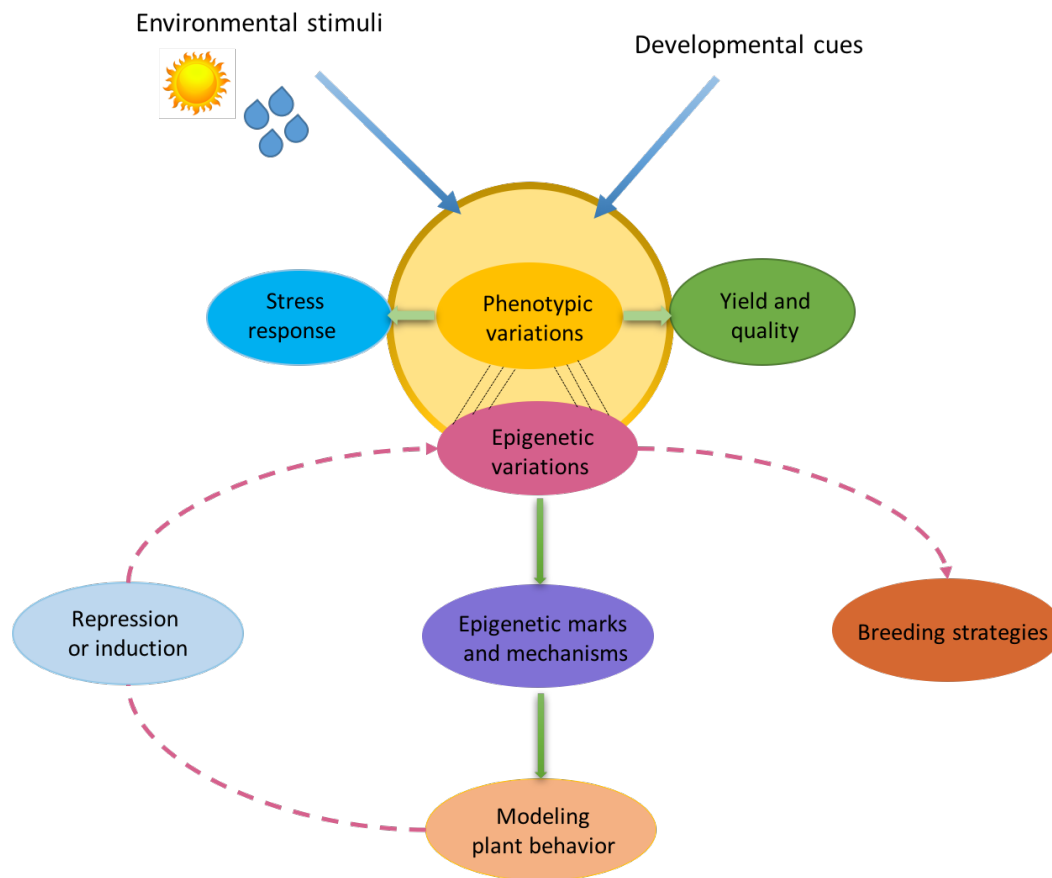 Environmental stimuli
Developmental cues
Stress
response
Phenotypic
variations
Yield and
quality
Epigenetic
variations
Repression
or induction
Epigenetic marks
and mechanisms
Breeding strategies
Modeling
plant behavior